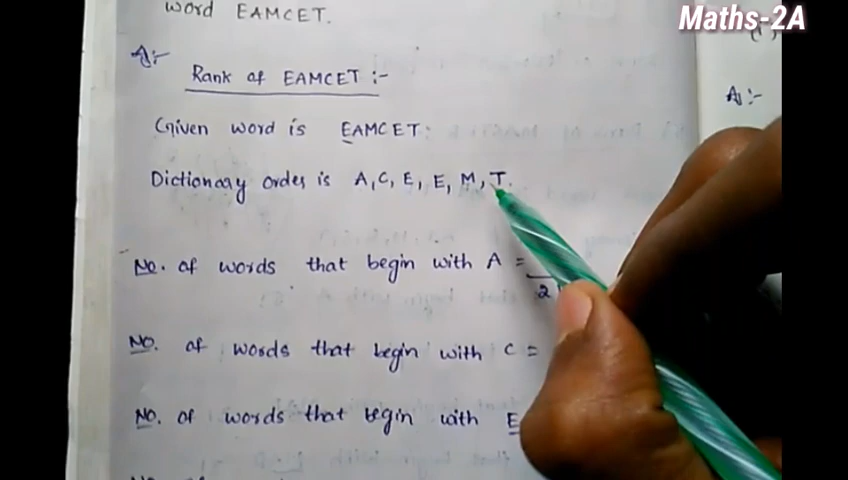 word EAMCET.
Maths-2A
A:-
Rank of EAMCET :-
A:-
Given word is EAMCET:
Dictionary order is A, C, E, E, M, T.
No. of words that begin with A =
2
No. of words that begin with C =
No. of words that begin with E